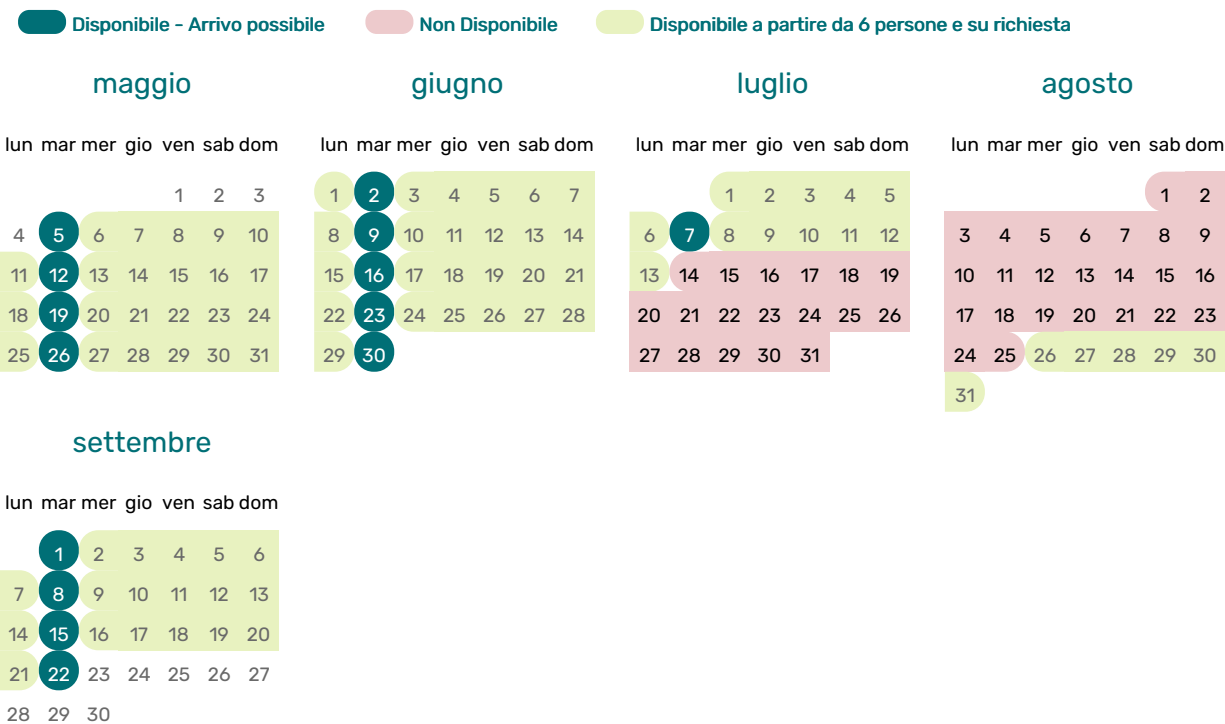 Disponibile - Arrivo possibile Non Disponibile Disponibile a partire da 6 persone e su richiesta
maggio
lun mar mer gio ven sab dom
1 2 3
4 5 6 7 8 9 10
11 12 13 14 15 16 17
18 19 20 21 22 23 24
25 26 27 28 29 30 31
giugno
lun mar mer gio ven sab dom
1 2 3 4 5 6 7
8 9 10 11 12 13 14
15 16 17 18 19 20 21
22 23 24 25 26 27 28
29 30
luglio
lun mar mer gio ven sab dom
1 2 3 4 5
6 7 8 9 10 11 12
13 14 15 16 17 18 19
20 21 22 23 24 25 26
27 28 29 30 31
agosto
lun mar mer gio ven sab dom
1 2
3 4 5 6 7 8 9
10 11 12 13 14 15 16
17 18 19 20 21 22 23
24 25 26 27 28 29 30
31
settembre
lun mar mer gio ven sab dom
1 2 3 4 5 6
7 8 9 10 11 12 13
14 15 16 17 18 19 20
21 22 23 24 25 26 27
28 29 30